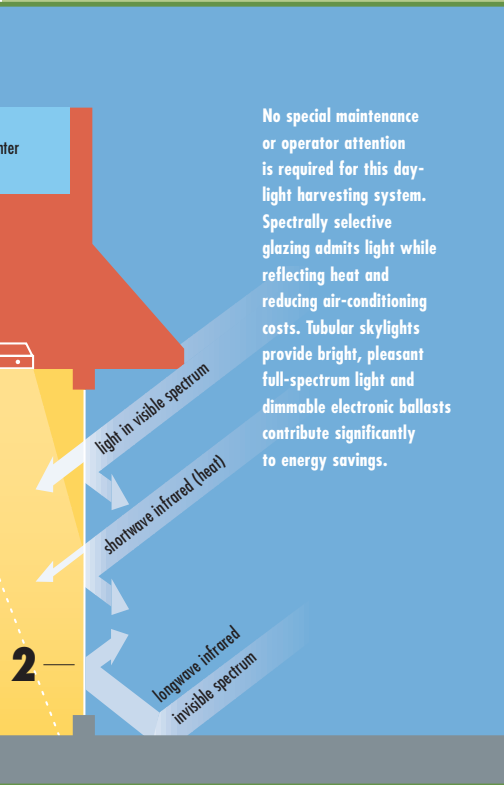 No special maintenance
or operator attention
is required for this day-
light harvesting system.
Spectrally selective
glazing admits light while
reflecting heat and
reducing air-conditioning
costs. Tubular skylights
provide bright, pleasant
full-spectrum light and
dimmable electronic ballasts
contribute significantly
to energy savings.
nter
light in visible spectrum
shortwave infrared (heat)
2
longwave infrared
invisible spectrum